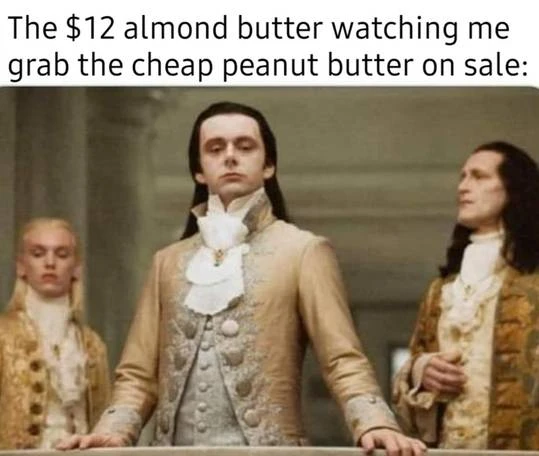 The $12 almond butter watching me
grab the cheap peanut butter on sale: